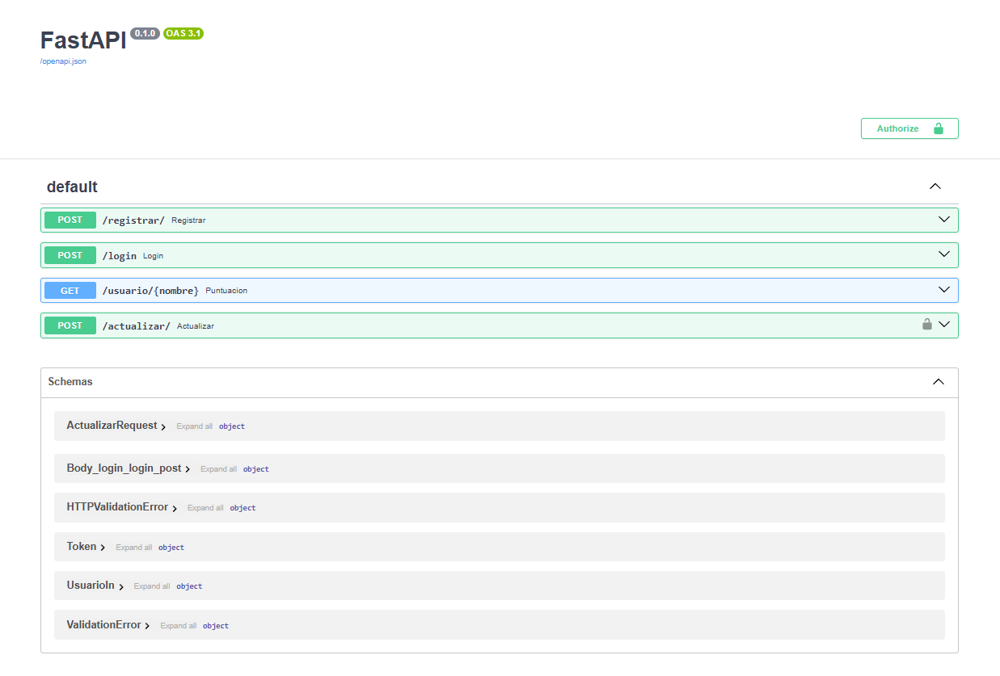 FastAPI 0.1.0 OAS 3.1
/openapi.json
Authorize
default
POST /registrar/ Registrar
POST /login Login
GET /usuario/{nombre} Puntuacion
POST /actualizar/ Actualizar
Schemas
ActualizarRequest Expand all object
Body_login_login_post Expand all object
HTTPValidationError Expand all object
Token Expand all object
UsuarioIn Expand all object
ValidationError Expand all object